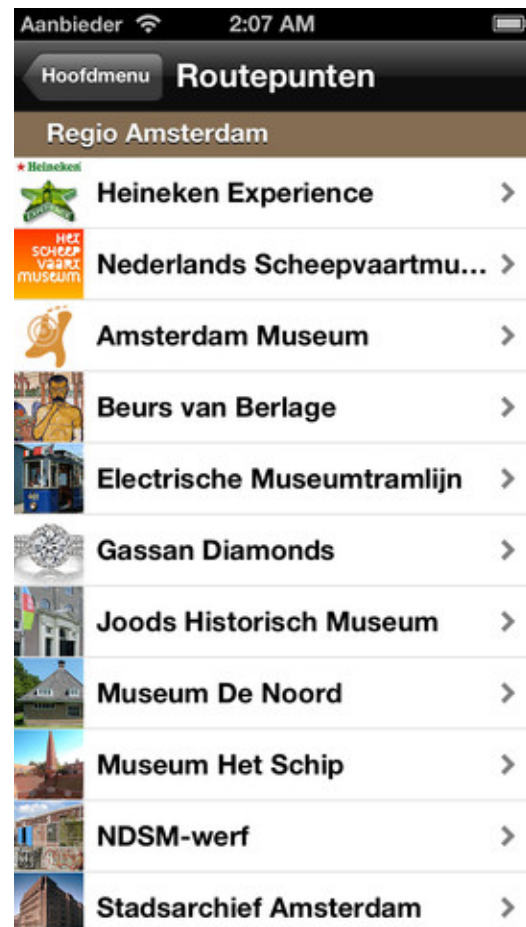 Aanbieder 2:07 AM
Hoofdmenu Routepunten
Regio Amsterdam
★ Heineken
EXPERIENCE
Heineken Experience
HET
SCHEEP
VAART
MUSEUM
Nederlands Scheepvaartmu...
Amsterdam Museum
Beurs van Berlage
Electrische Museumtramlijn
Gassan Diamonds
Joods Historisch Museum
Museum De Noord
Museum Het Schip
NDSM-werf
Stadsarchief Amsterdam